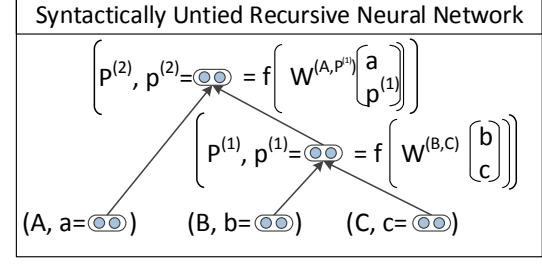 Syntactically Untied Recursive Neural Network
(P^(2), p^(2)= = f( W^(A,P^(1)) [a p^(1)]))
(P^(1), p^(1)= = f( W^(B,C) [b c]))
(A, a= ) (B, b= ) (C, c= )